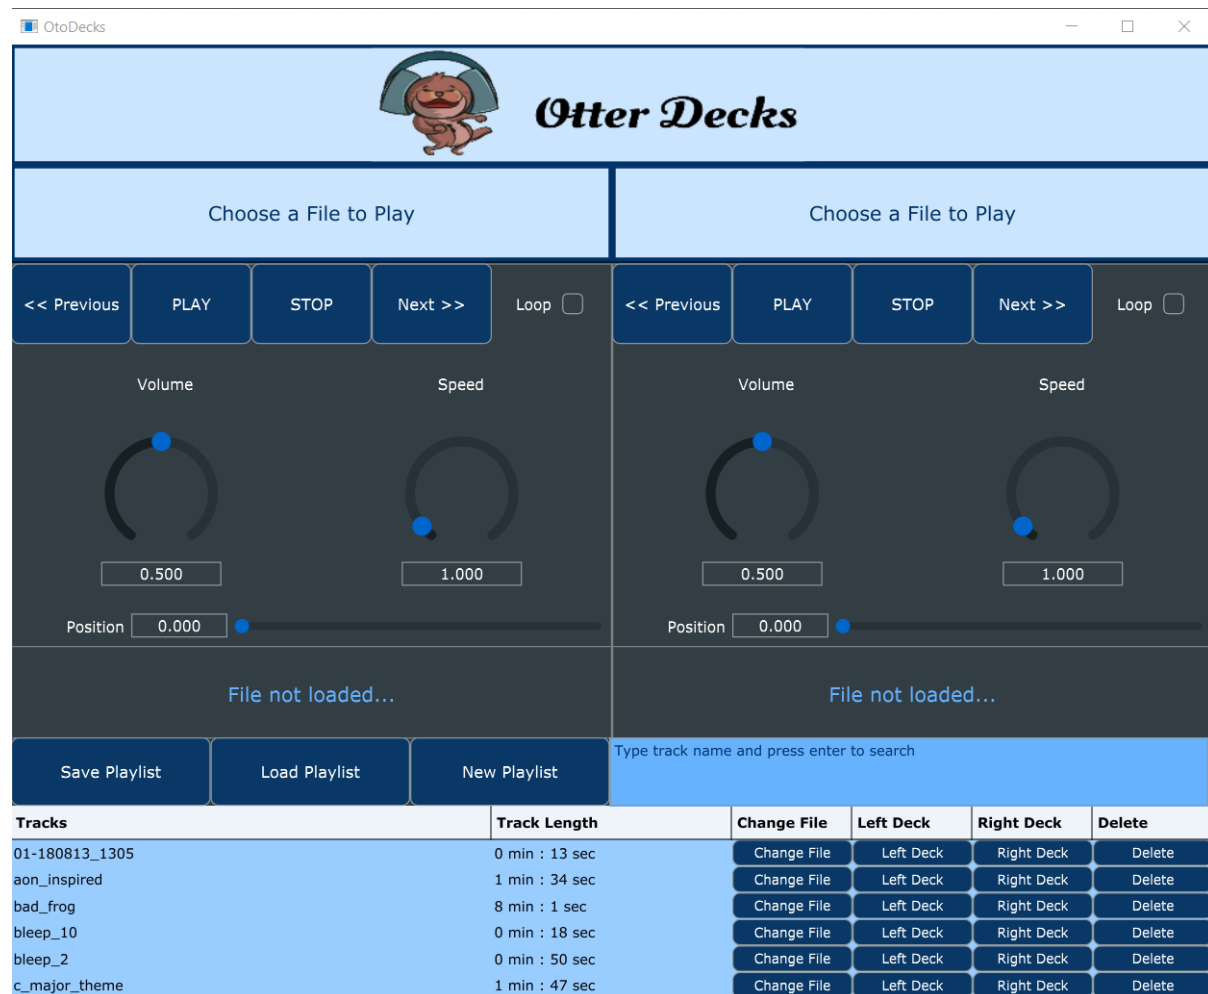 OtoDecks
Otter Decks
Choose a File to Play
Choose a File to Play
<< Previous PLAY STOP Next >> Loop
<< Previous PLAY STOP Next >> Loop
Volume Speed
Volume Speed
0.500 1.000
0.500 1.000
Position 0.000
Position 0.000
File not loaded...
File not loaded...
Save Playlist Load Playlist New Playlist
Type track name and press enter to search
Tracks Track Length Change File Left Deck Right Deck Delete
01-180813_1305 0 min : 13 sec Change File Left Deck Right Deck Delete
aon_inspired 1 min : 34 sec Change File Left Deck Right Deck Delete
bad_frog 8 min : 1 sec Change File Left Deck Right Deck Delete
bleep_10 0 min : 18 sec Change File Left Deck Right Deck Delete
bleep_2 0 min : 50 sec Change File Left Deck Right Deck Delete
c_major_theme 1 min : 47 sec Change File Left Deck Right Deck Delete